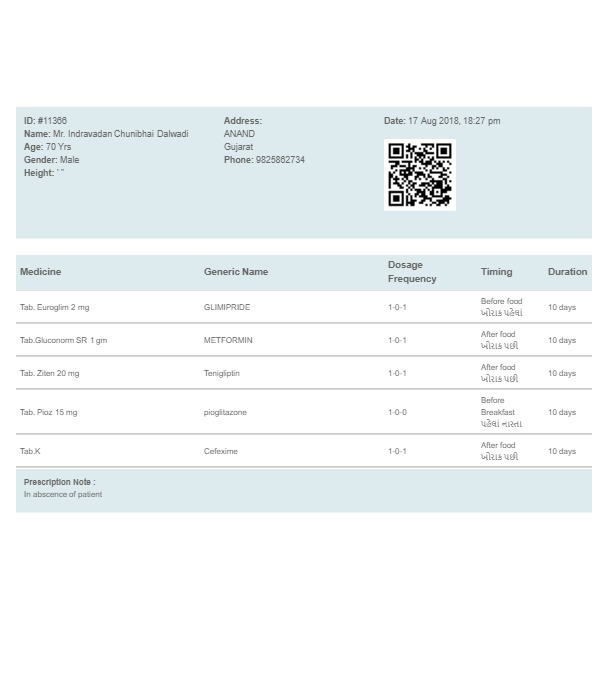 ID: #11366
Name: Mr. Indravadan Chunibhai Dalwadi
Age: 70 Yrs
Gender: Male
Height: ' "
Address:
ANAND
Gujarat
Phone: 9825862734
Date: 17 Aug 2018, 18:27 pm
Medicine Generic Name Dosage Frequency Timing Duration
Tab. Euroglim 2 mg GLIMIPRIDE 1-0-1 Before food 10 days
ખોરાક પહેલાં
Tab.Gluconorm SR 1 gm METFORMIN 1-0-1 After food 10 days
ખોરાક પછી
Tab. Ziten 20 mg Tenigliptin 1-0-1 After food 10 days
ખોરાક પછી
Tab. Pioz 15 mg pioglitazone 1-0-0 Before Breakfast 10 days
પહેલાં નાસ્તા
Tab.K Cefexime 1-0-1 After food 10 days
ખોરાક પછી
Prescription Note :
In abscence of patient